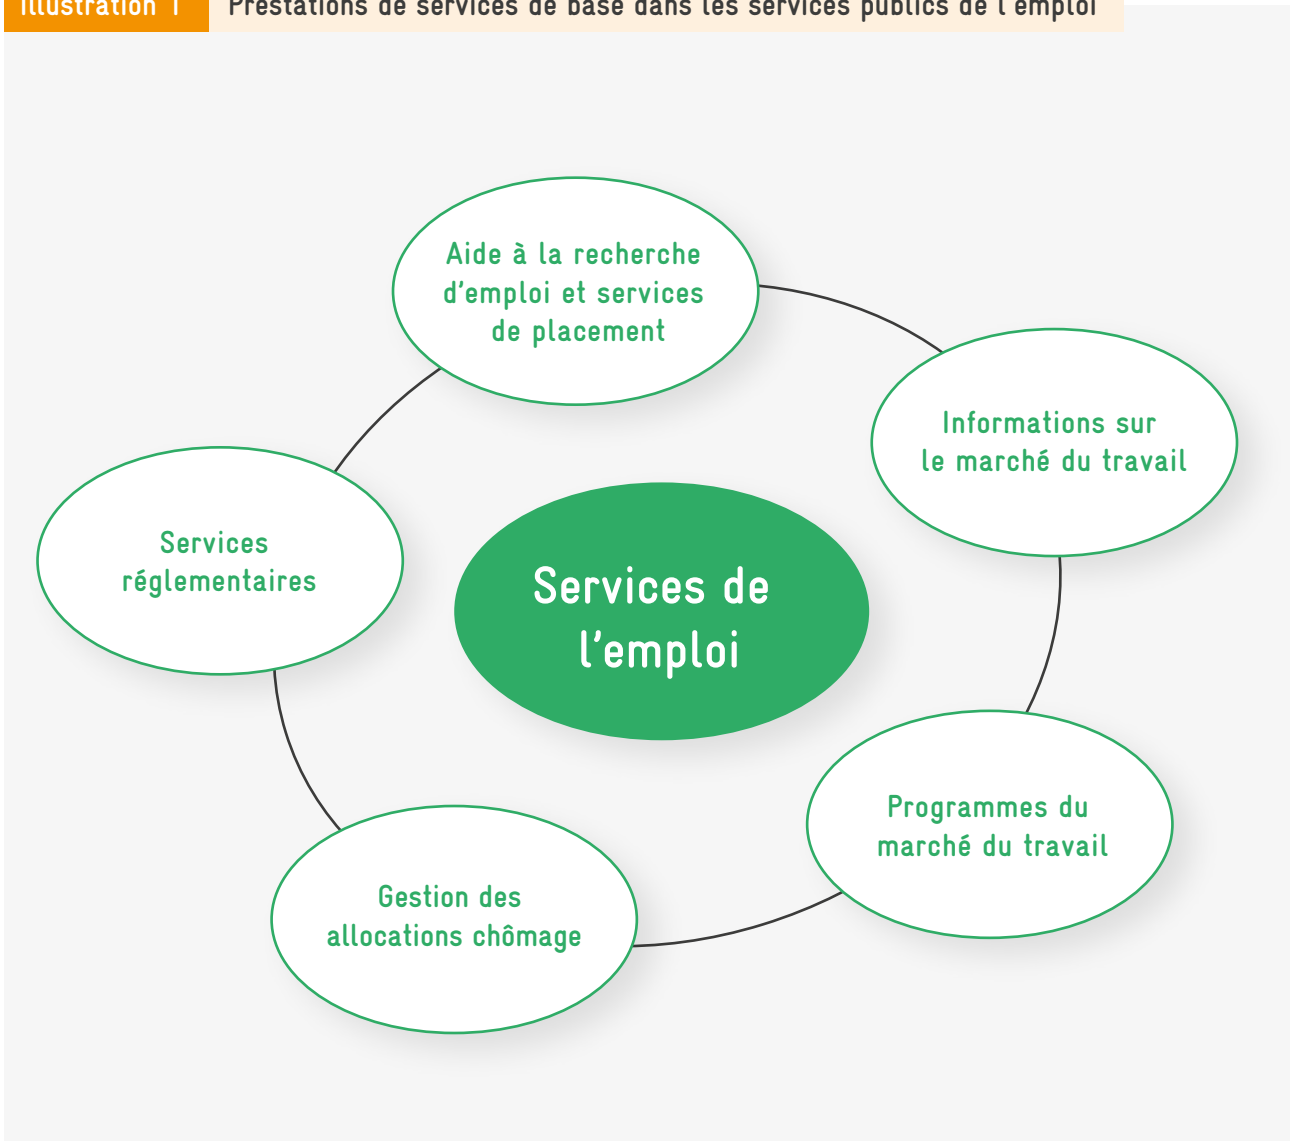 Illustration 1 Prestations de services de base dans les services publics de l'emploi
Aide à la recherche
d'emploi et services
de placement
Informations sur
le marché du travail
Services
réglementaires
Services de
l'emploi
Programmes du
marché du travail
Gestion des
allocations chômage